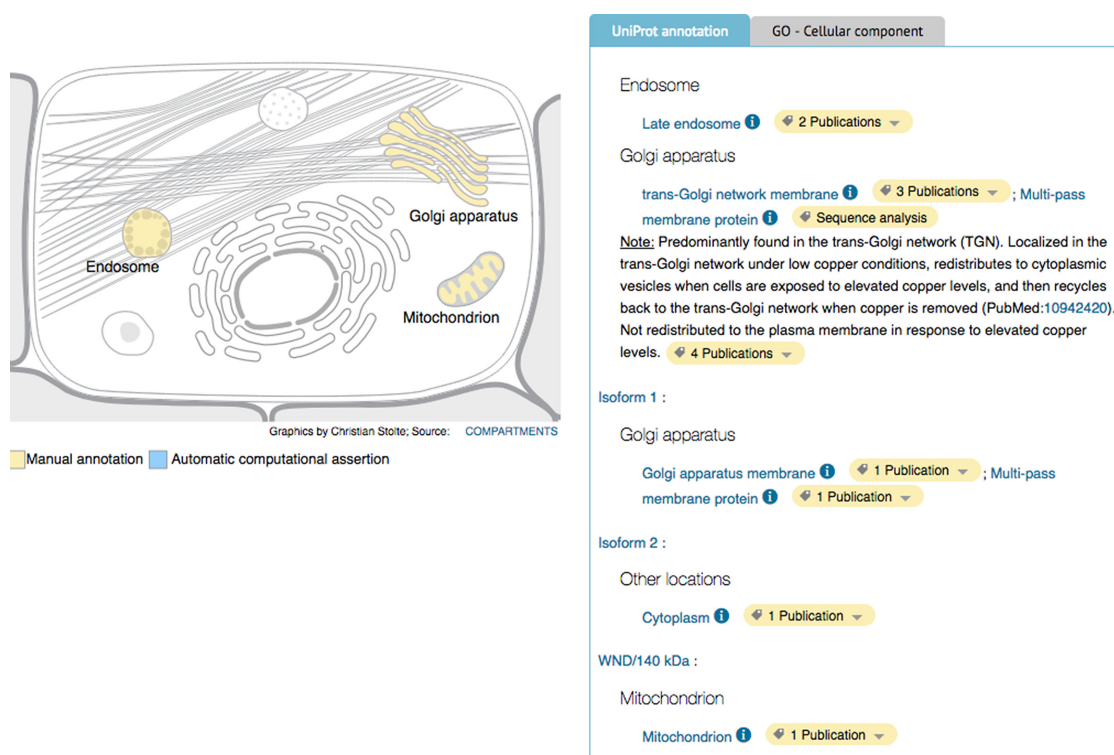 Golgi apparatus
Endosome
Mitochondrion
Graphics by Christian Stolte; Source: COMPARTMENTS
Manual annotation Automatic computational assertion
UniProt annotation GO - Cellular component
Endosome
Late endosome i 2 Publications
Golgi apparatus
trans-Golgi network membrane i 3 Publications ; Multi-pass
membrane protein i Sequence analysis
Note: Predominantly found in the trans-Golgi network (TGN). Localized in the
trans-Golgi network under low copper conditions, redistributes to cytoplasmic
vesicles when cells are exposed to elevated copper levels, and then recycles
back to the trans-Golgi network when copper is removed (PubMed:10942420).
Not redistributed to the plasma membrane in response to elevated copper
levels. 4 Publications
Isoform 1 :
Golgi apparatus
Golgi apparatus membrane i 1 Publication ; Multi-pass
membrane protein i 1 Publication
Isoform 2 :
Other locations
Cytoplasm i 1 Publication
WND/140 kDa :
Mitochondrion
Mitochondrion i 1 Publication